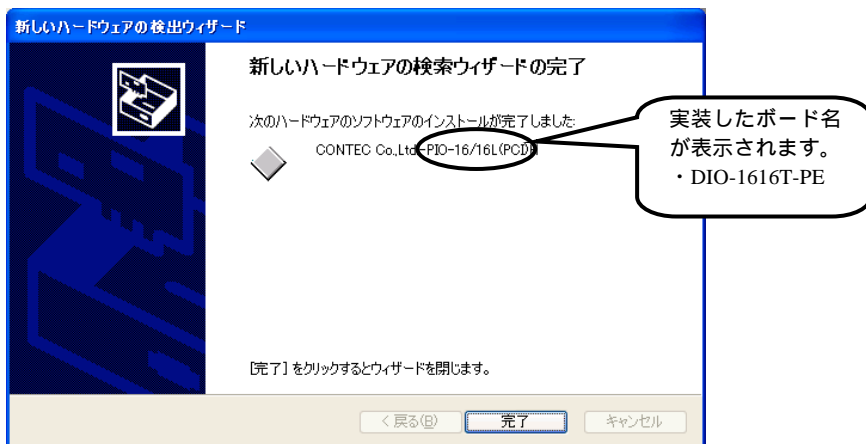 新しいハードウェアの検出ウィザード
新しいハードウェアの検索ウィザードの完了
次のハードウェアのソフトウェアのインストールが完了しました:
CONTEC Co.,Ltd-PIO-16/16L(PCI)H
実装したボード名
が表示されます。
・DIO-1616T-PE
[完了] をクリックするとウィザードを閉じます。
< 戻る(B)
完了
キャンセル